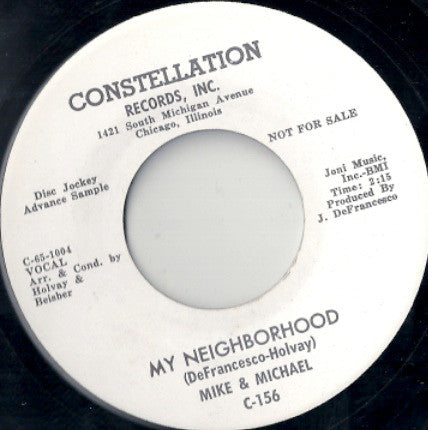 CONSTELLATION
RECORDS, INC.
1421 South Michigan Avenue
Chicago, Illinois
NOT FOR SALE
Disc Jockey
Advance Sample
Joni Music,
Inc.-BMI
Time: 2:15
Produced By
J. DeFrancesco
C-65-1004
VOCAL
Arr. & Cond. by
Holvay &
Beisber
MY NEIGHBORHOOD
(DeFrancesco-Holvay)
MIKE & MICHAEL
C-156